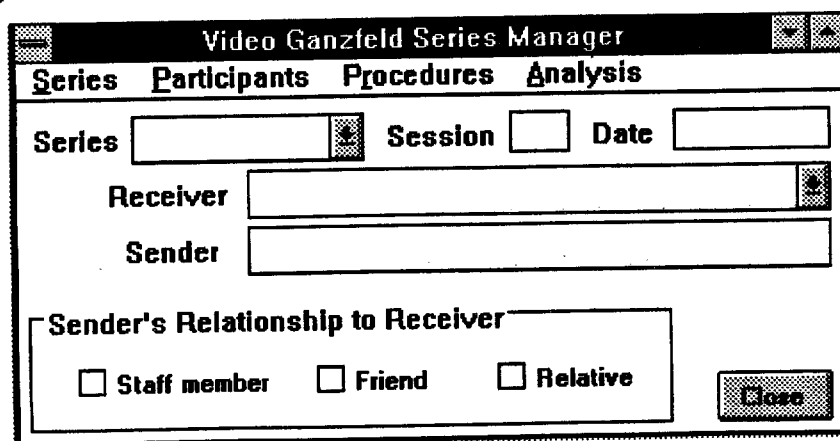 Video Ganzfeld Series Manager
Series Participants Procedures Analysis
Series Session Date
Receiver
Sender
Sender's Relationship to Receiver
Staff member Friend Relative
Close